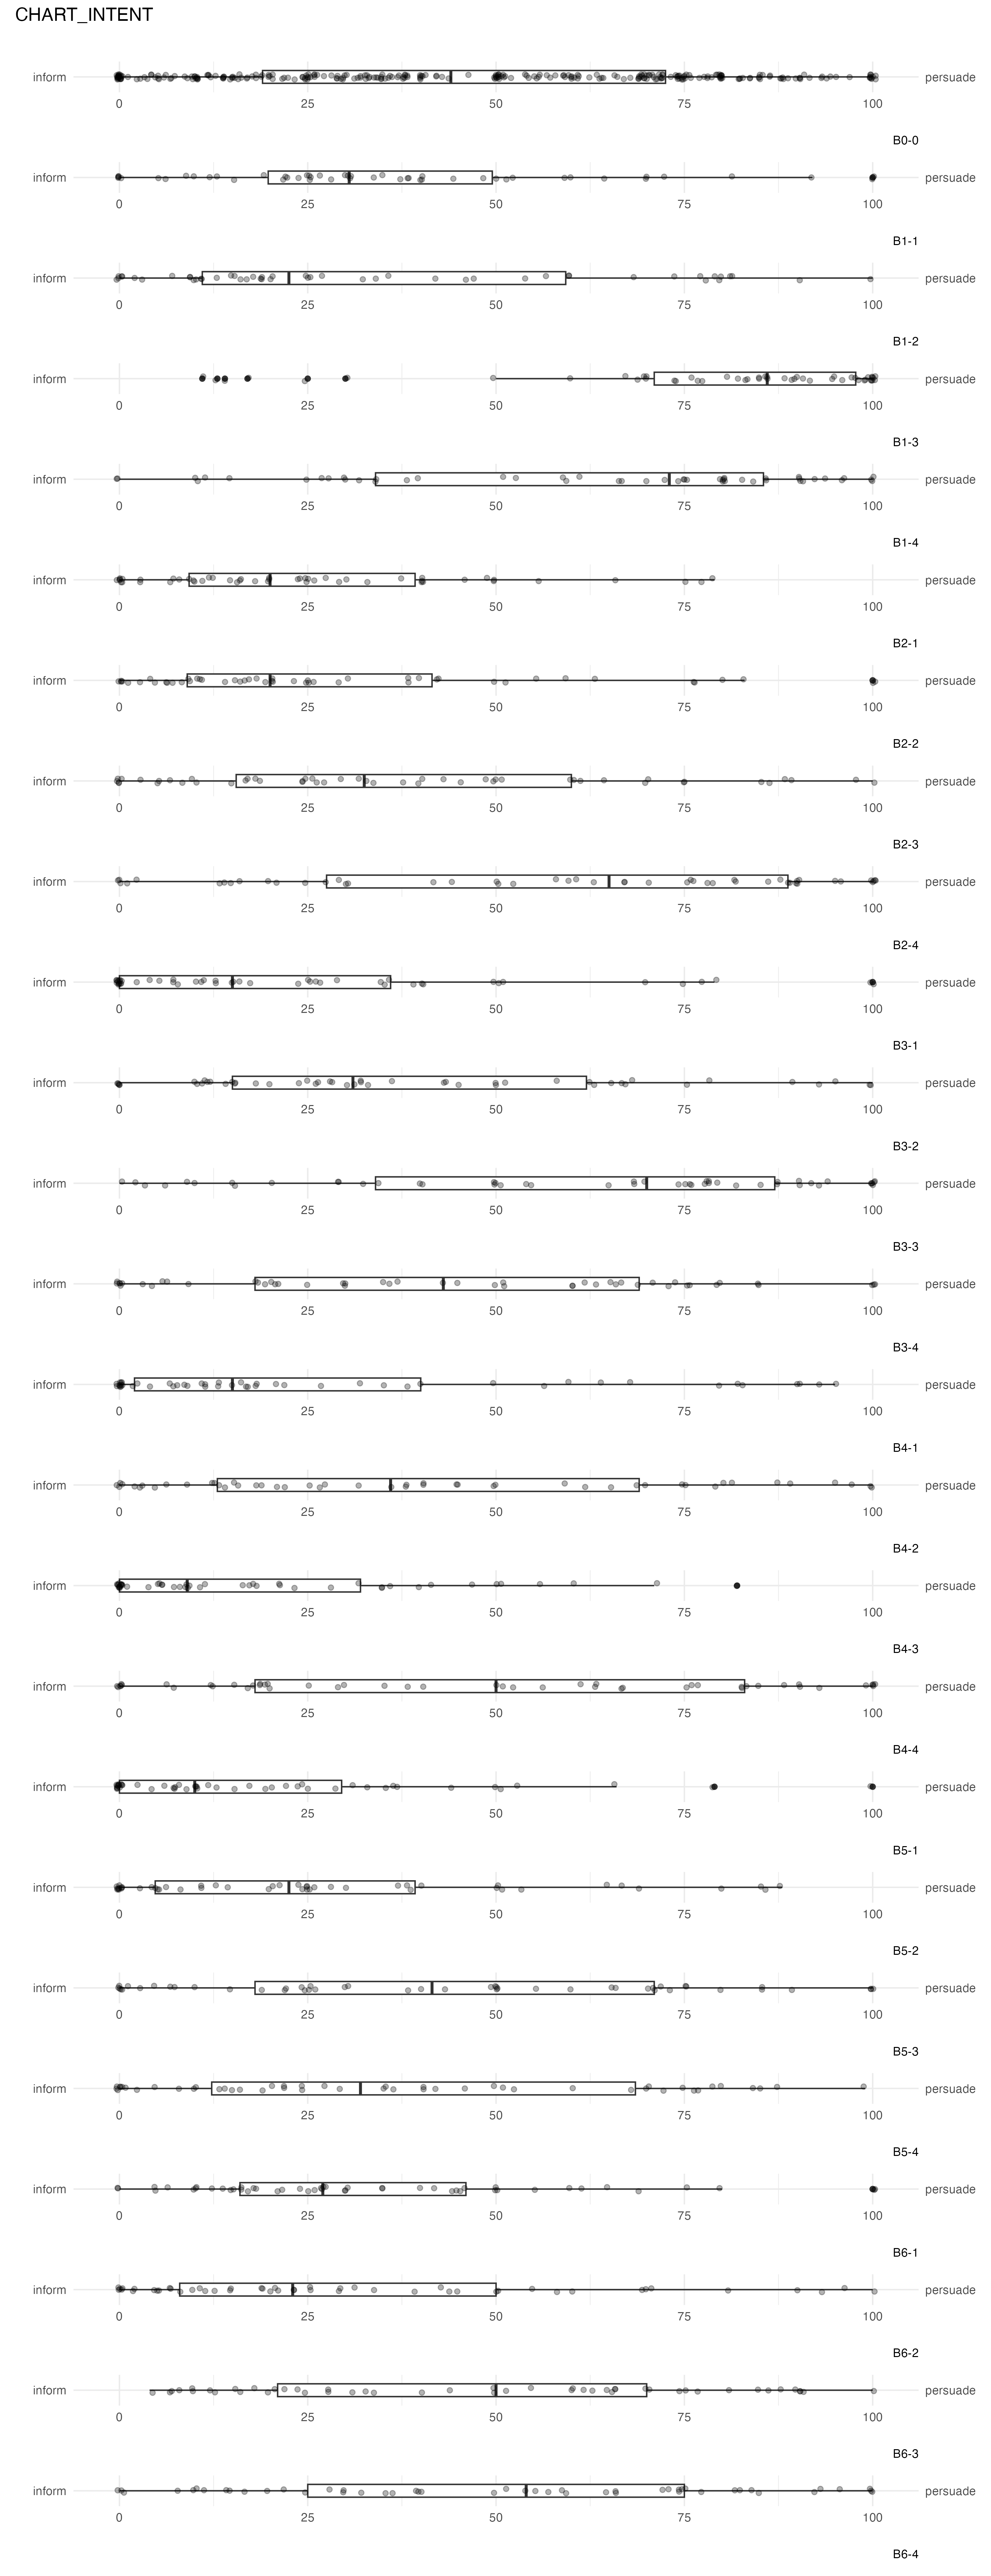 CHART_INTENT
inform persuade
0 25 50 75 100
B0-0
inform persuade
0 25 50 75 100
B1-1
inform persuade
0 25 50 75 100
B1-2
inform persuade
0 25 50 75 100
B1-3
inform persuade
0 25 50 75 100
B1-4
inform persuade
0 25 50 75 100
B2-1
inform persuade
0 25 50 75 100
B2-2
inform persuade
0 25 50 75 100
B2-3
inform persuade
0 25 50 75 100
B2-4
inform persuade
0 25 50 75 100
B3-1
inform persuade
0 25 50 75 100
B3-2
inform persuade
0 25 50 75 100
B3-3
inform persuade
0 25 50 75 100
B3-4
inform persuade
0 25 50 75 100
B4-1
inform persuade
0 25 50 75 100
B4-2
inform persuade
0 25 50 75 100
B4-3
inform persuade
0 25 50 75 100
B4-4
inform persuade
0 25 50 75 100
B5-1
inform persuade
0 25 50 75 100
B5-2
inform persuade
0 25 50 75 100
B5-3
inform persuade
0 25 50 75 100
B5-4
inform persuade
0 25 50 75 100
B6-1
inform persuade
0 25 50 75 100
B6-2
inform persuade
0 25 50 75 100
B6-3
inform persuade
0 25 50 75 100
B6-4